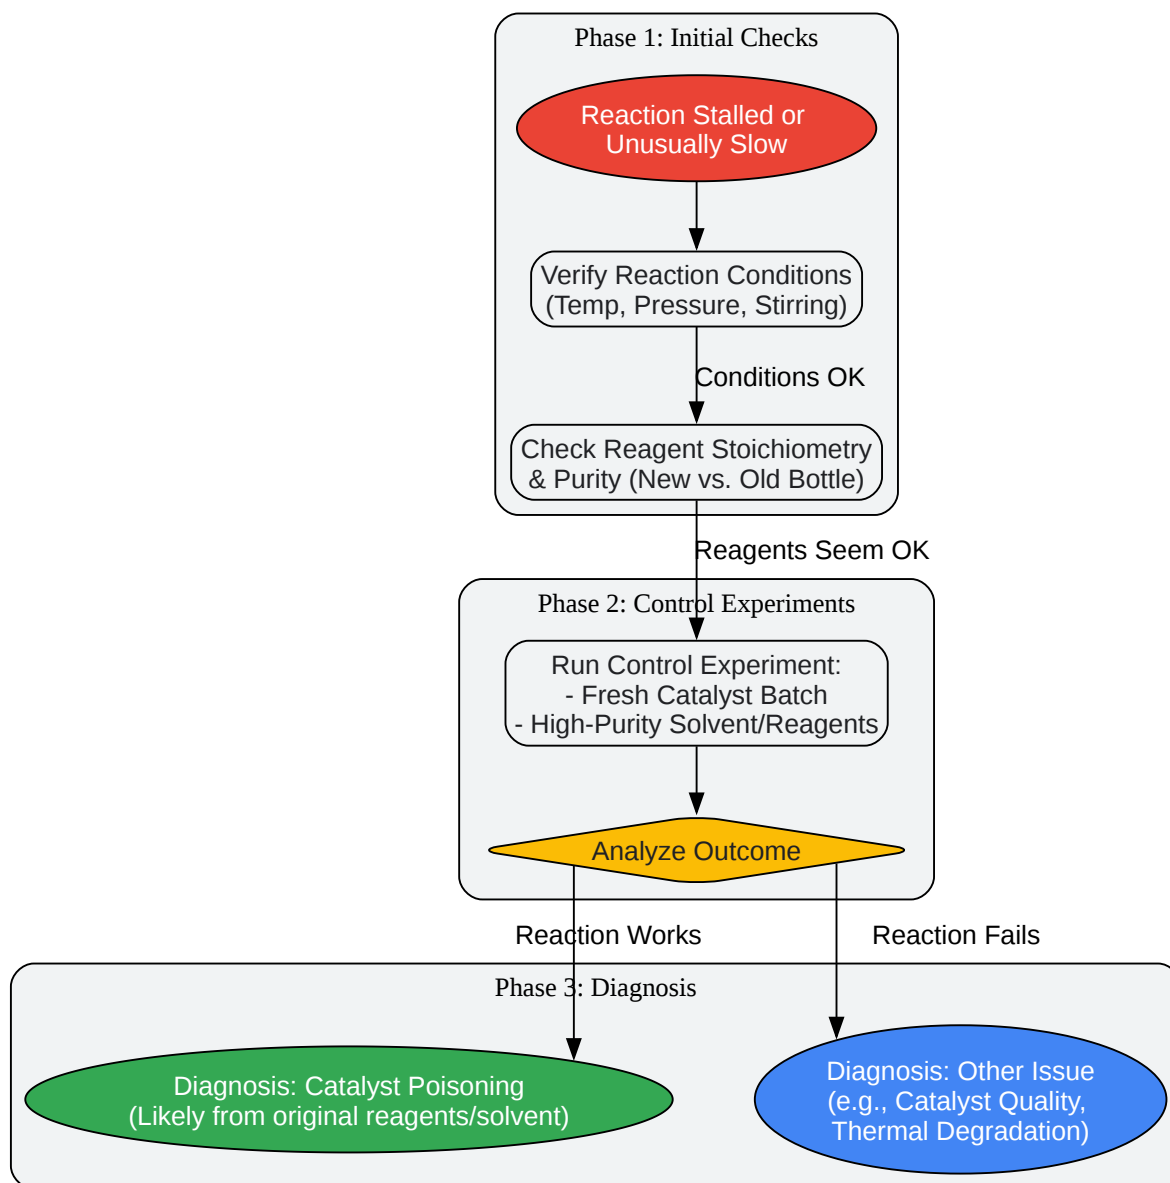 Phase 1: Initial Checks
Reaction Stalled or
Unusually Slow
Verify Reaction Conditions
(Temp, Pressure, Stirring)
Conditions OK
Check Reagent Stoichiometry
& Purity (New vs. Old Bottle)
Reagents Seem OK
Phase 2: Control Experiments
Run Control Experiment:
- Fresh Catalyst Batch
- High-Purity Solvent/Reagents
Analyze Outcome
Reaction Works
Reaction Fails
Phase 3: Diagnosis
Diagnosis: Catalyst Poisoning
(Likely from original reagents/solvent)
Diagnosis: Other Issue
(e.g., Catalyst Quality,
Thermal Degradation)